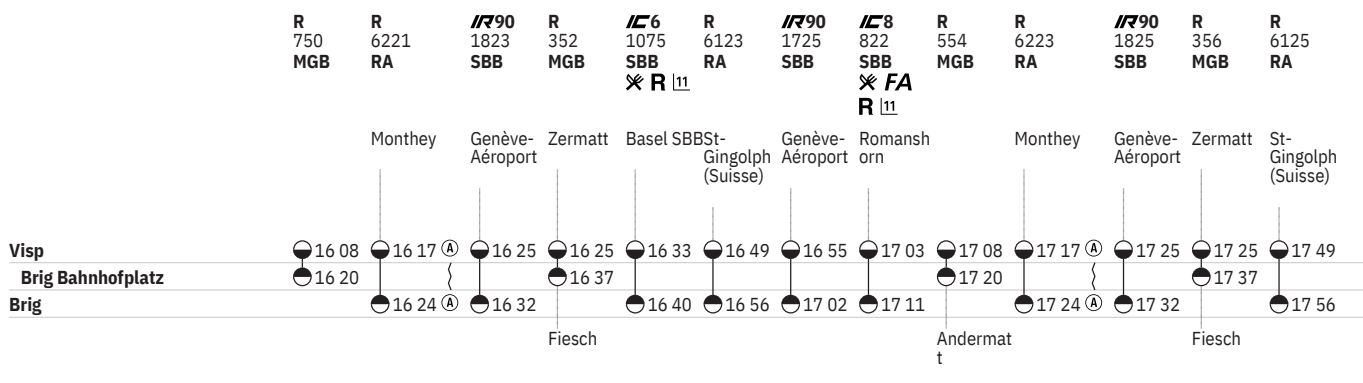 R R IR90 R IC6 R IR90 IC8 R R IR90 R R
750 6221 1823 352 1075 6123 1725 822 554 6223 1825 356 6125
MGB RA SBB MGB SBB RA SBB SBB MGB RA SBB MGB RA
R 11 FA
R 11
Monthey Genève- Zermatt Basel SBB St- Genève- Romansh Monthey Genève- Zermatt St-
Aéroport Gingolph Aéroport orn Aéroport Gingolph
(Suisse) (Suisse)
Visp 16 08 16 17 A 16 25 16 25 16 33 16 49 16 55 17 03 17 08 17 17 A 17 25 17 25 17 49
Brig Bahnhofplatz 16 20 16 37 17 20 17 37
Brig 16 24 A 16 32 16 40 16 56 17 02 17 11 17 24 A 17 32 17 56
Fiesch Andermat Fiesch
t